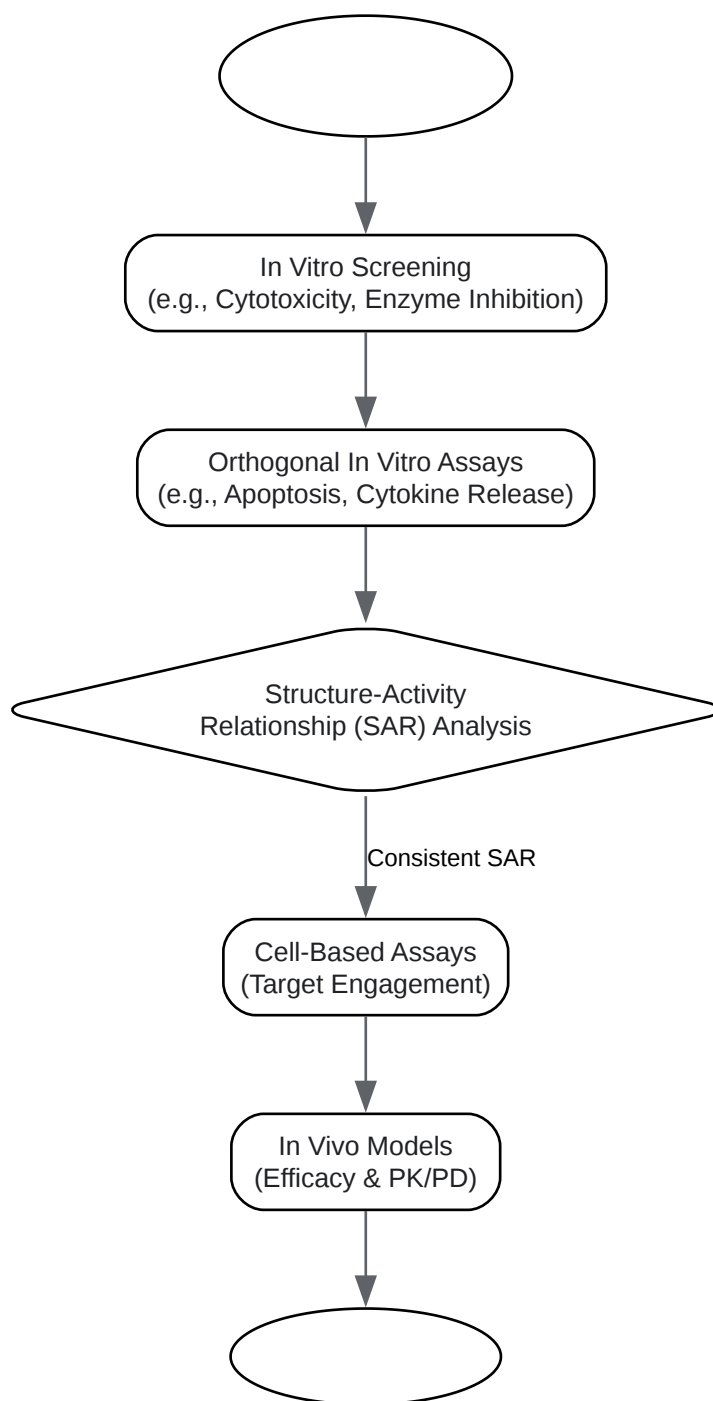 In Vitro Screening
(e.g., Cytotoxicity, Enzyme Inhibition)
Orthogonal In Vitro Assays
(e.g., Apoptosis, Cytokine Release)
Structure-Activity
Relationship (SAR) Analysis
Consistent SAR
Cell-Based Assays
(Target Engagement)
In Vivo Models
(Efficacy & PK/PD)